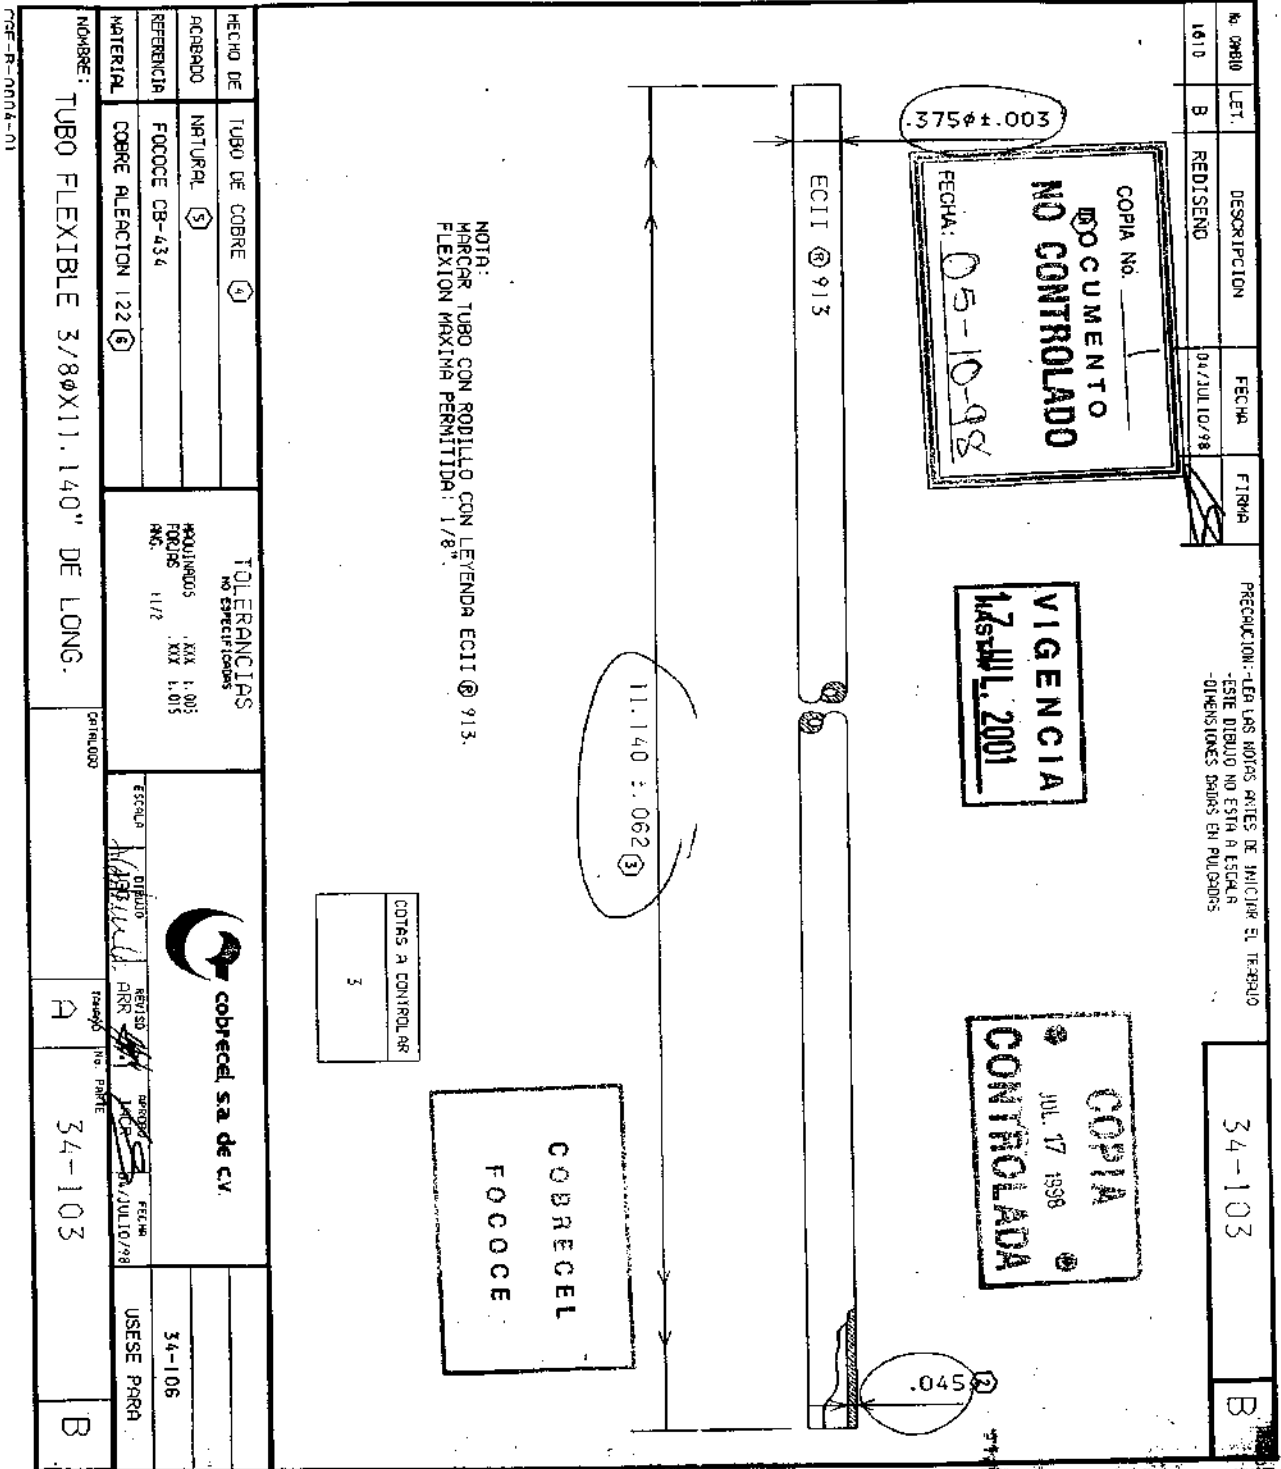 No. CAMBIO LET. DESCRIPCION FECHA FIRMA
1610 B REDISEÑO 04/JULIO/98
PRECAUCION:-LEA LAS NOTAS ANTES DE INICIAR EL TRABAJO
-ESTE DIBUJO NO ESTA A ESCALA
-DIMENSIONES DADAS EN PULGADAS
34-103 B
COPIA No. 1
DOCUMENTO
NO CONTROLADO
FECHA: 05-10-98
VIGENCIA
HASTA
17 JUL. 2001
COPIA
JUL. 17 1998
CONTROLADA
.375ø±.003
.045 2
ECII ® 913
11.140 ±.062 3
NOTA:
MARCAR TUBO CON RODILLO CON LEYENDA ECII ® 913.
FLEXION MAXIMA PERMITIDA: 1/8".
COTAS A CONTROLAR
3
COBRECEL
FOCOCE
HECHO DE TUBO DE COBRE 4
ACABADO NATURAL 5
REFERENCIA FOCOCE CB-434
MATERIAL COBRE ALEACION 122 6
TOLERANCIAS
NO ESPECIFICADAS
MAQUINADOS .XXX ±.005
FORJAS .XXX ±.015
ANG. ±1/2
cobrecel s.a. de c.v.
ESCALA DIBUJO REVISO APROBO FECHA
ARR 04/JULIO/98
34-106
USESE PARA
NOMBRE:
TUBO FLEXIBLE 3/8øX11.140" DE LONG.
CATALOGO
TAMAÑO
A
No. PARTE
34-103
B
CGF-P-0004-01